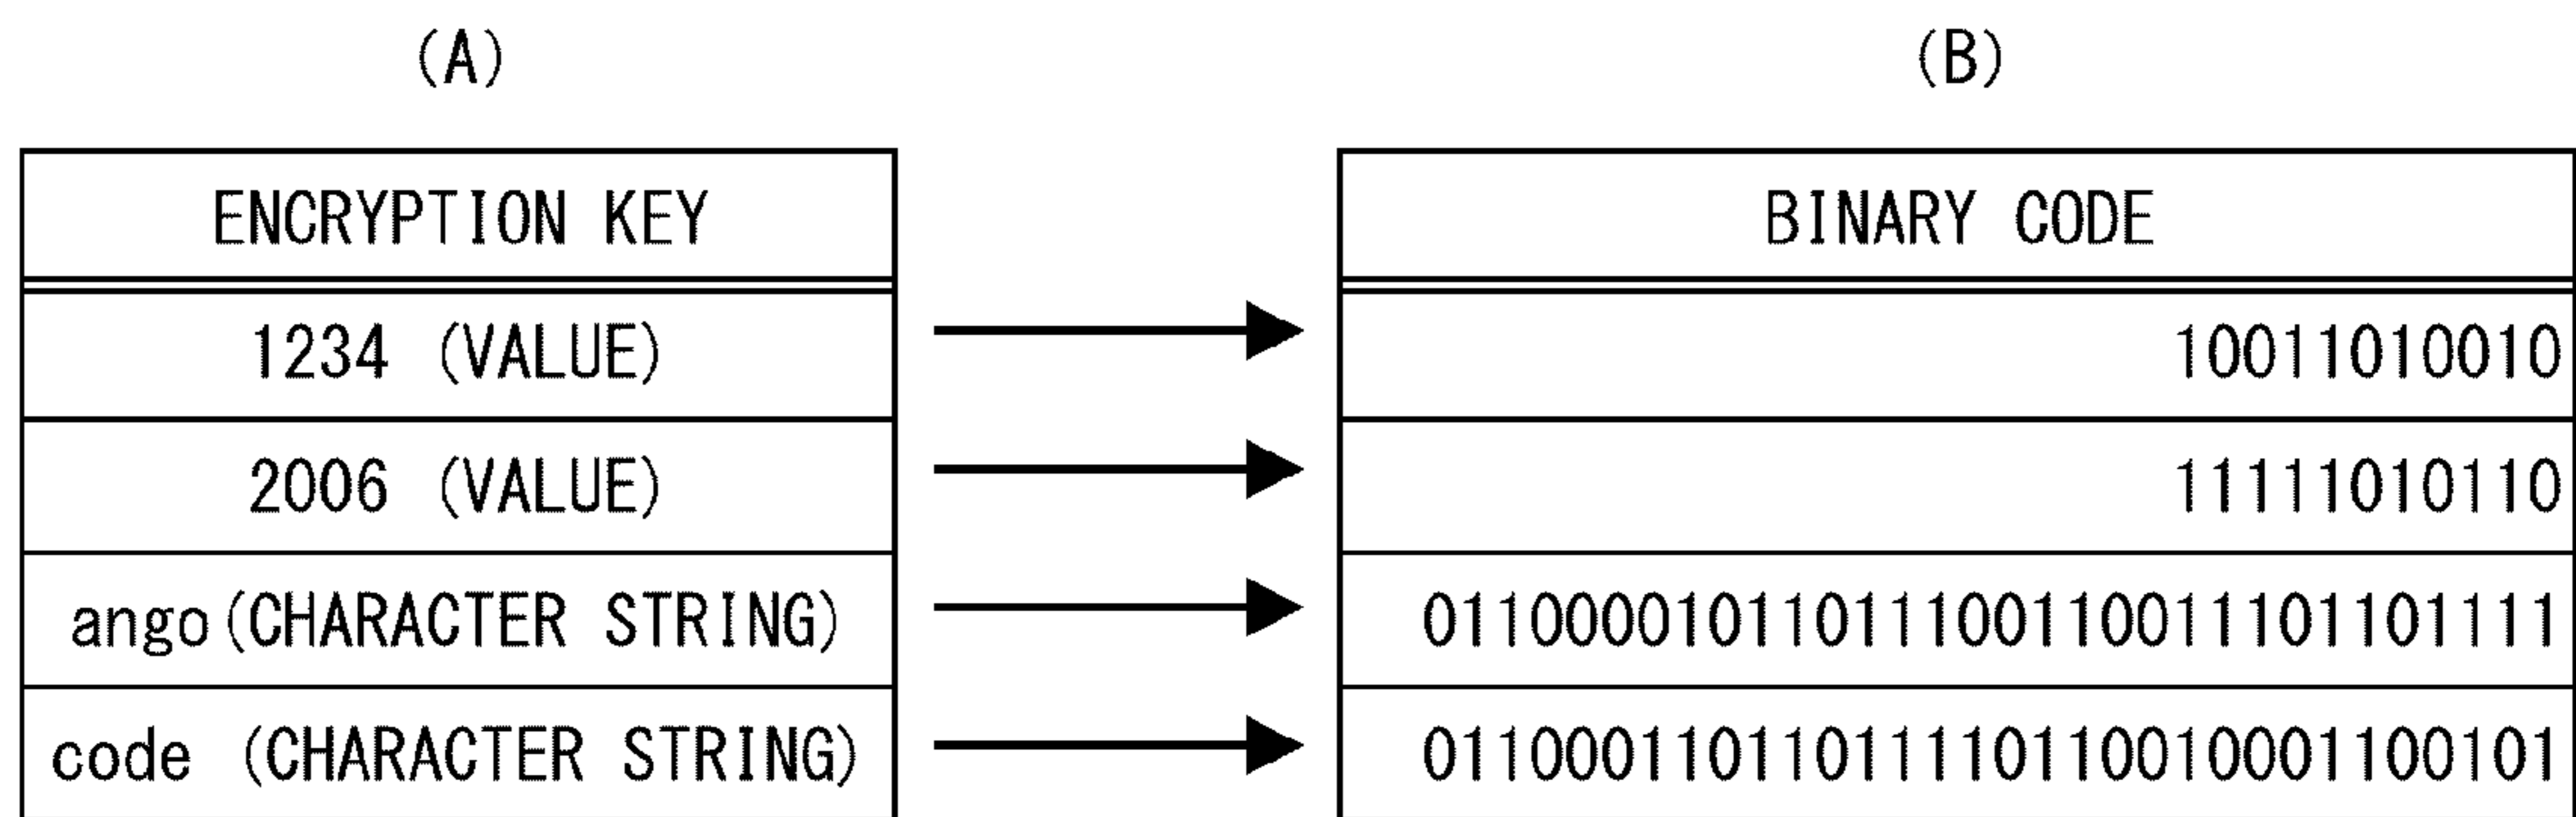 (A) (B)
ENCRYPTION KEY BINARY CODE
1234 (VALUE) 10011010010
2006 (VALUE) 11111010110
ango(CHARACTER STRING) 01100001011011100110011101101111
code (CHARACTER STRING) 01100011011011110110010001100101